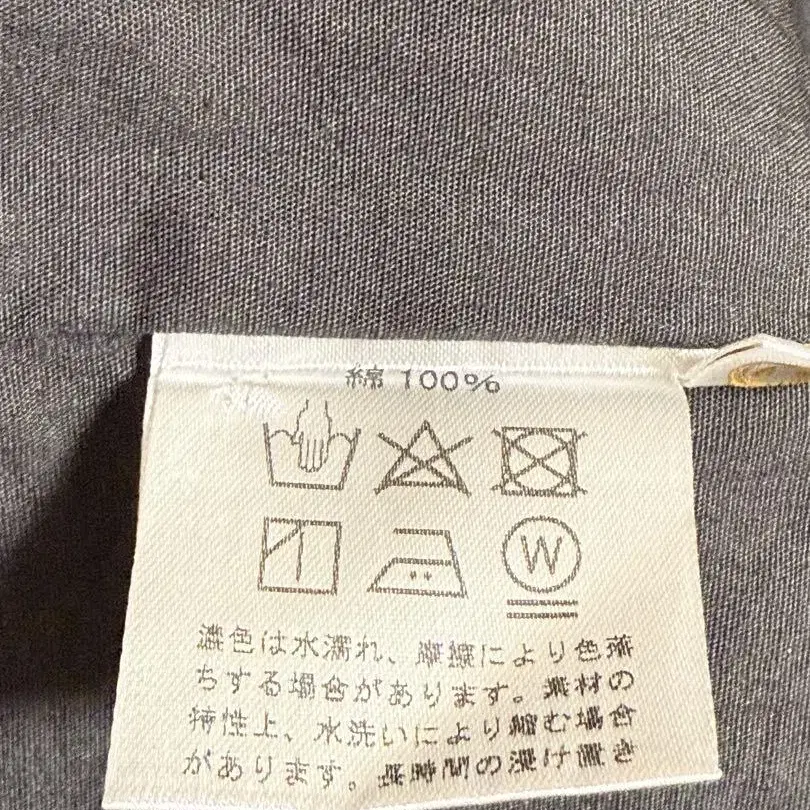 綿 100%
W
濃色は水濡れ、摩擦により色落
ちする場合があります。素材の
特性上、水洗いにより縮む場合
があります。長時間の浸け置き